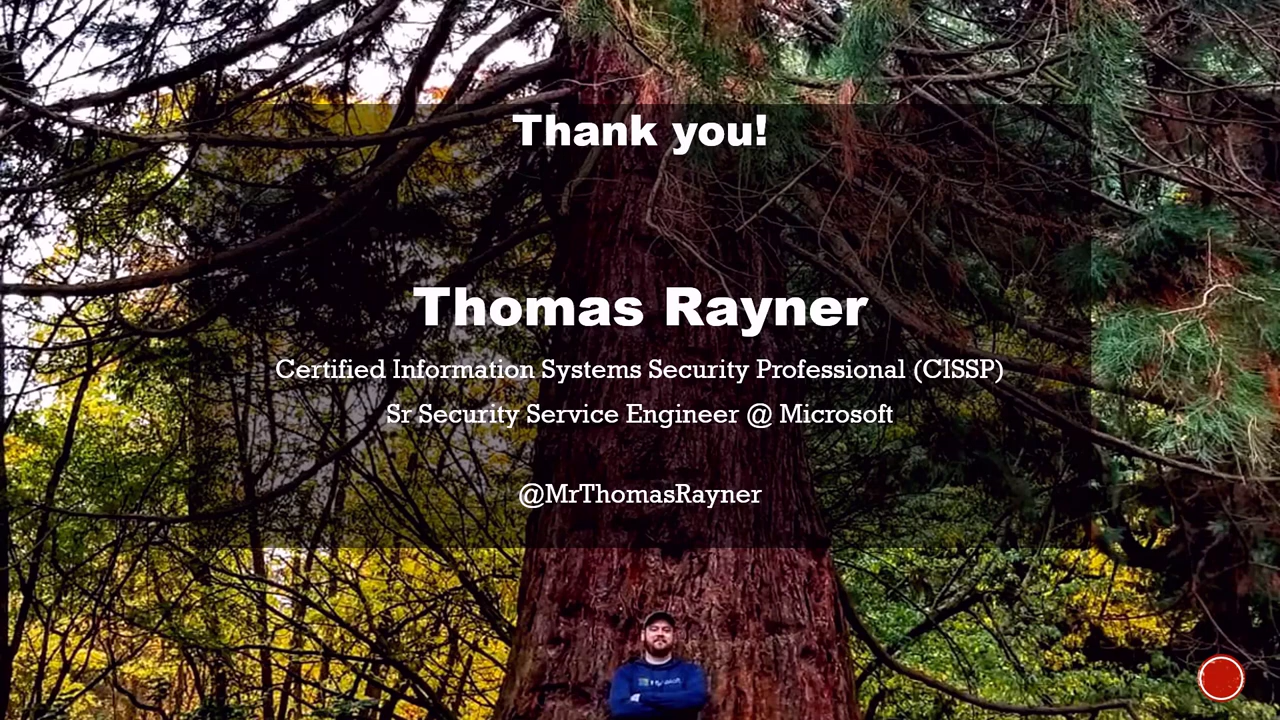 Thank you!
Thomas Rayner
Certified Information Systems Security Professional (CISSP)
Sr Security Service Engineer @ Microsoft
@MrThomasRayner